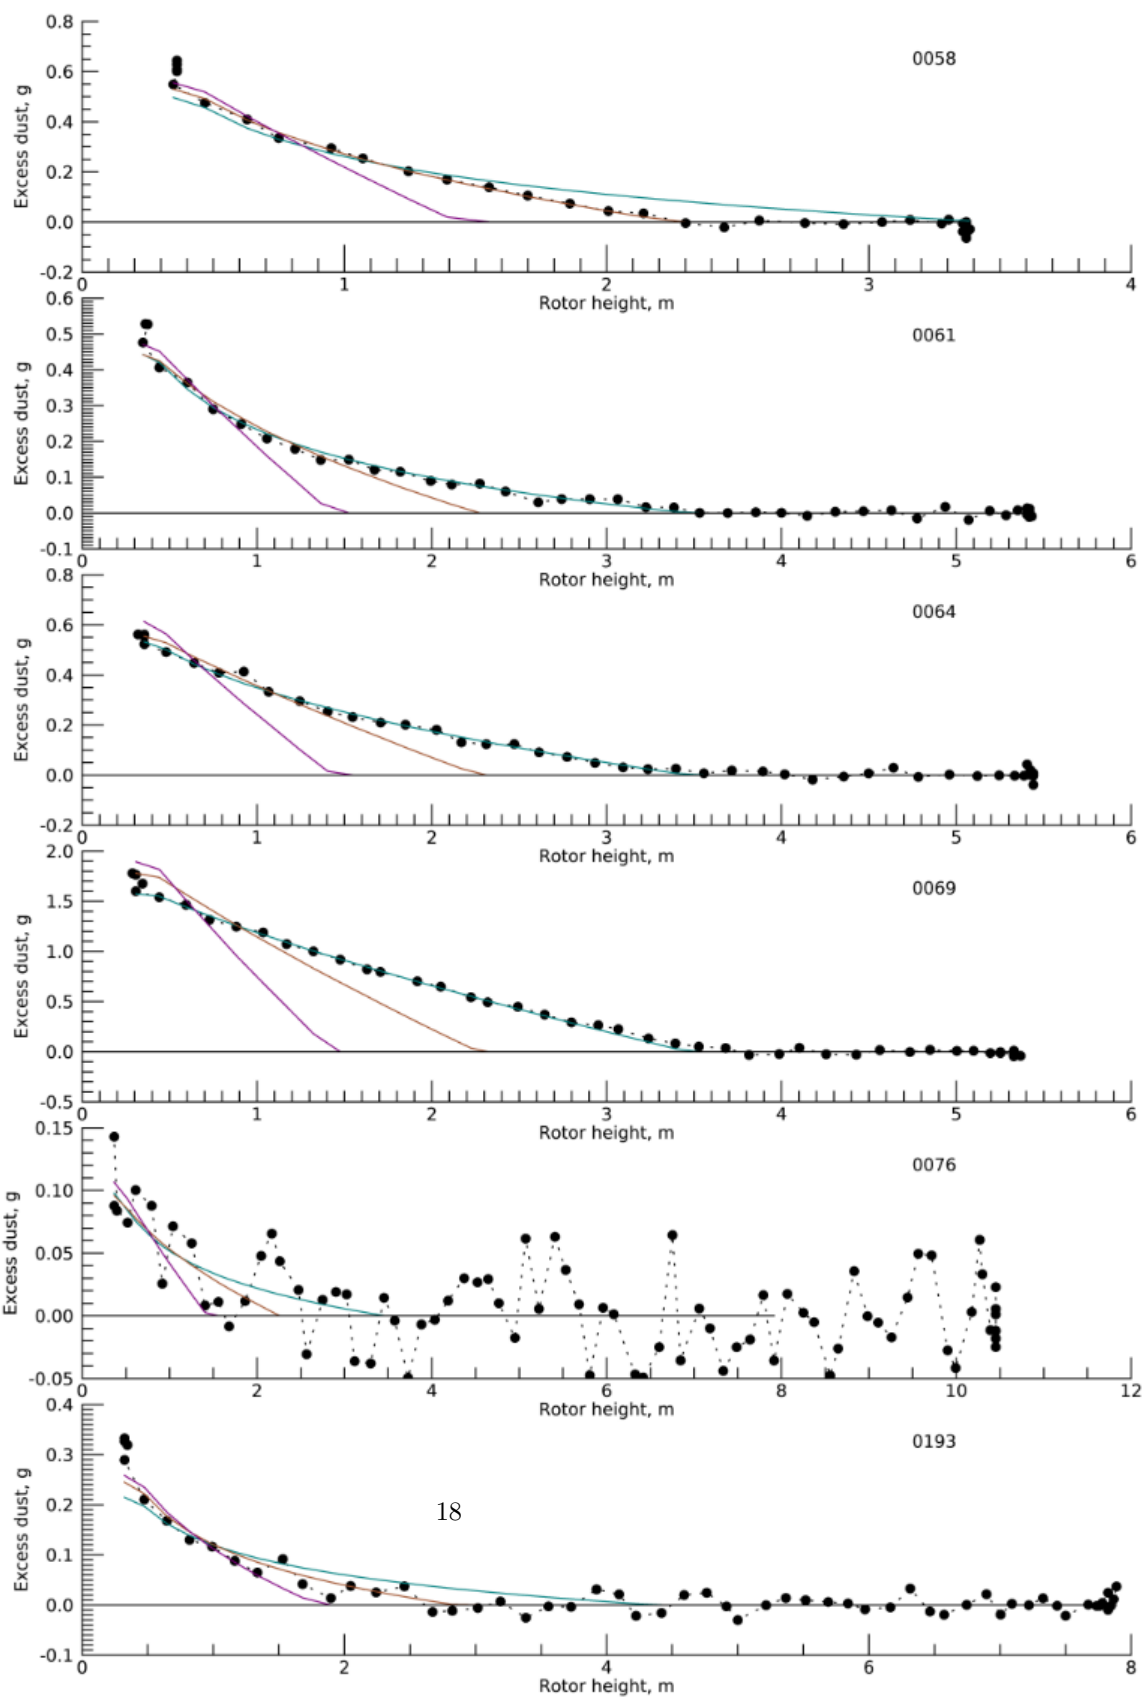 0.8
0.6
0.4
0.2
0.0
-0.2
Excess dust, g
0058
0 1 2 3 4
Rotor height, m
0.6
0.5
0.4
0.3
0.2
0.1
0.0
-0.1
Excess dust, g
0061
0 1 2 3 4 5 6
Rotor height, m
0.8
0.6
0.4
0.2
0.0
-0.2
Excess dust, g
0064
0 1 2 3 4 5 6
Rotor height, m
2.0
1.5
1.0
0.5
0.0
-0.5
Excess dust, g
0069
0 1 2 3 4 5 6
Rotor height, m
0.15
0.10
0.05
0.00
-0.05
Excess dust, g
0076
0 2 4 6 8 10 12
Rotor height, m
0.4
0.3
0.2
0.1
0.0
-0.1
Excess dust, g
0193
18
0 2 4 6 8
Rotor height, m